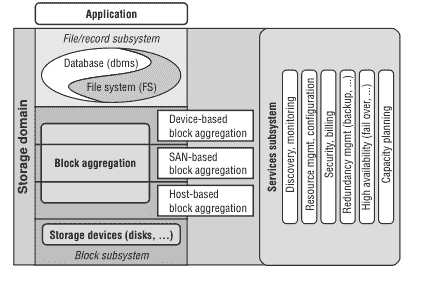 Application
Storage domain
File/record subsystem
Database (dbms)
File system (FS)
Block aggregation
Device-based
block aggregation
SAN-based
block aggregation
Host-based
block aggregation
Storage devices (disks, ...)
Block subsystem
Services subsystem
Discovery, monitoring
Resource mgmt, configuration
Security, billing
Redundancy mgmt (backup, ...)
High availability (fail over, ...)
Capacity planning